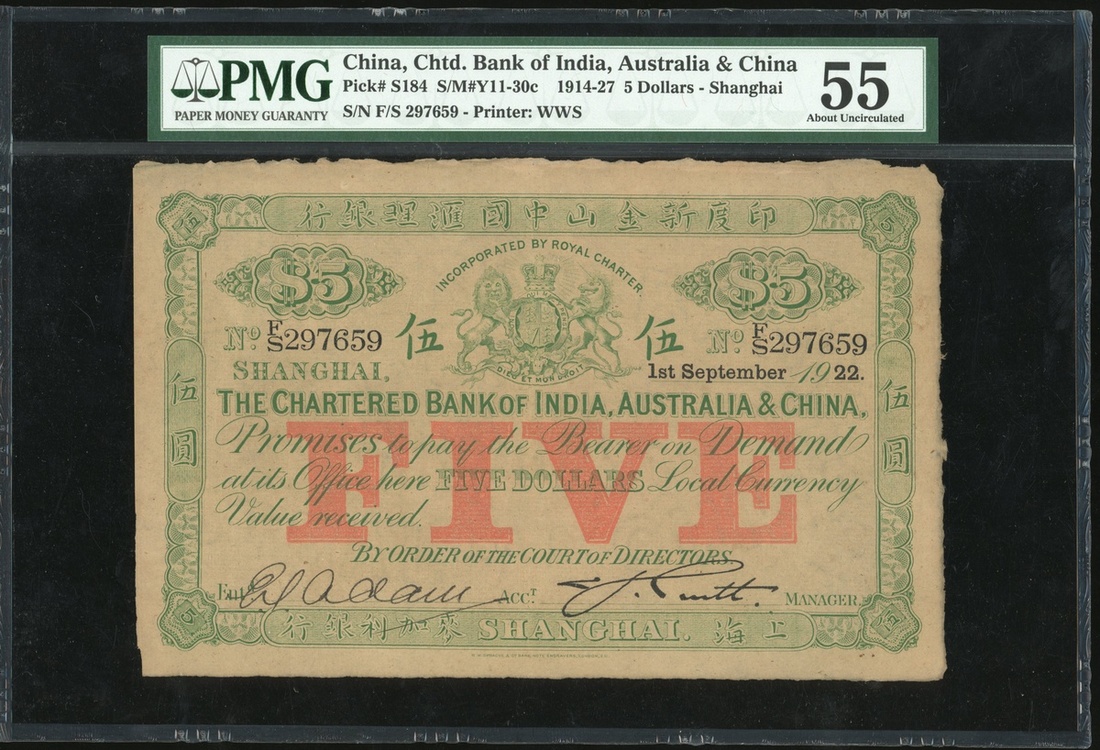 PMG
PAPER MONEY GUARANTY
China, Chtd. Bank of India, Australia & China
Pick# S184 S/M#Y11-30c 1914-27 5 Dollars - Shanghai
S/N F/S 297659 - Printer: WWS
55
About Uncirculated
伍
行銀理滙國中山金新度印
INCORPORATED BY ROYAL CHARTER.
$5 $5
No F/S 297659 伍 伍 No F/S 297659
DIEU ET MON DROIT
SHANGHAI, 1st September 1922.
THE CHARTERED BANK OF INDIA, AUSTRALIA & CHINA,
FIVE
Promises to pay the Bearer on Demand
at its Office here FIVE DOLLARS Local Currency
Value received.
伍圓 伍圓
BY ORDER OF THE COURT OF DIRECTORS.
Entd Acct MANAGER.
5 行銀利加麥 SHANGHAI. 海上 伍